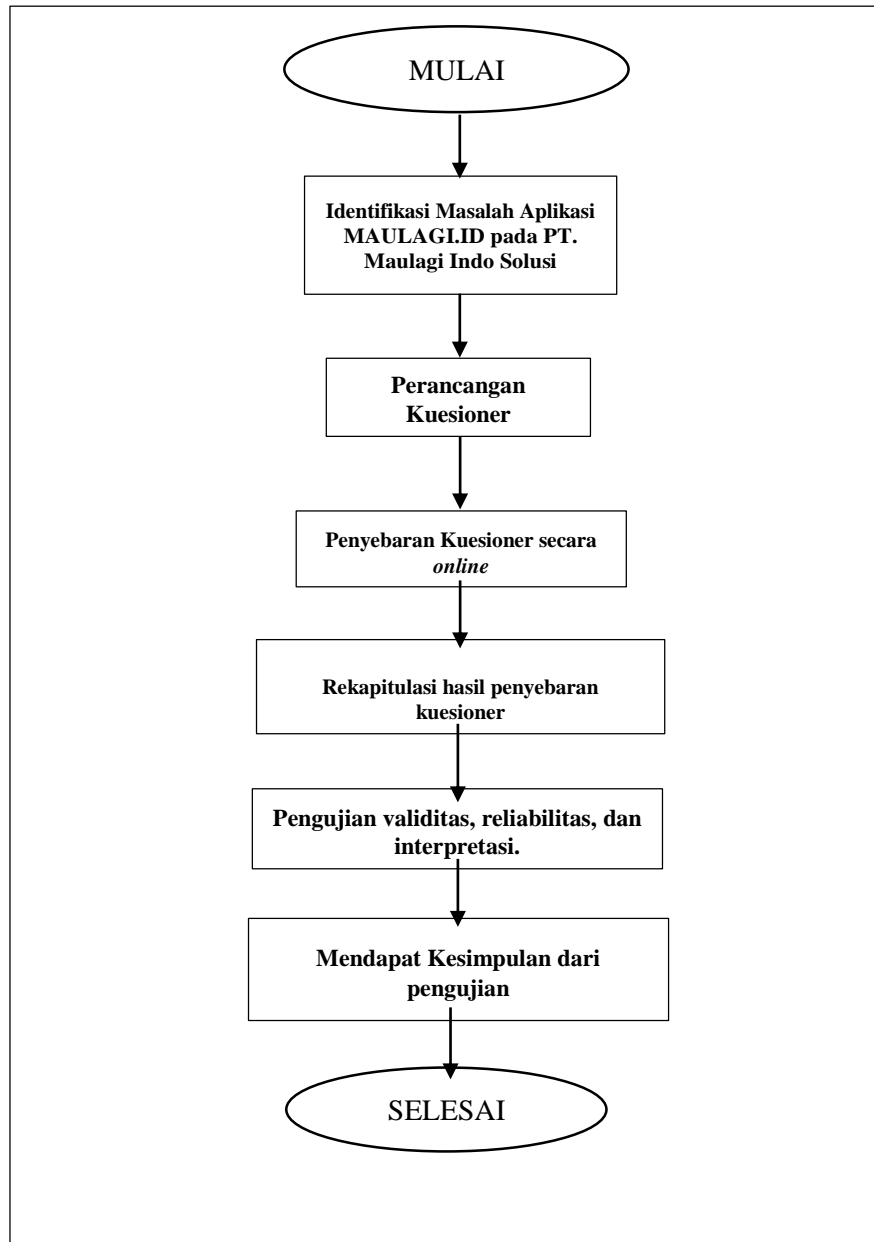 MULAI
Identifikasi Masalah Aplikasi
MAULAGI.ID pada PT.
Maulagi Indo Solusi
Perancangan
Kuesioner
Penyebaran Kuesioner secara
online
Rekapitulasi hasil penyebaran
kuesioner
Pengujian validitas, reliabilitas, dan
interpretasi.
Mendapat Kesimpulan dari
pengujian
SELESAI